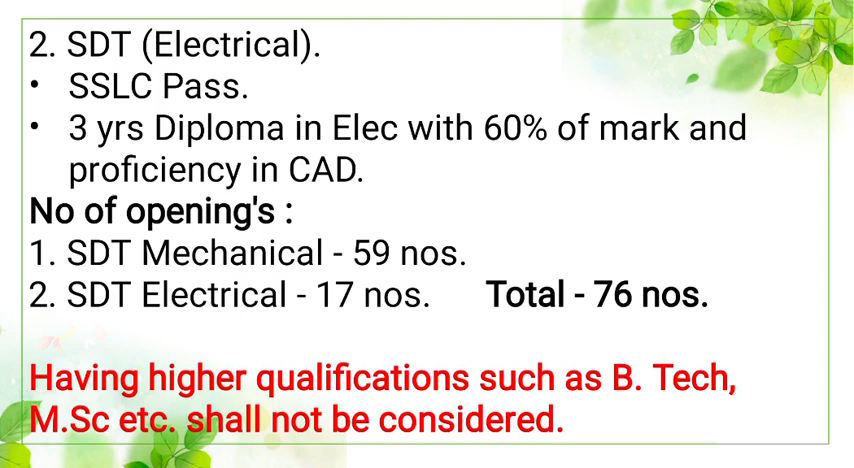 2. SDT (Electrical).
• SSLC Pass.
• 3 yrs Diploma in Elec with 60% of mark and
proficiency in CAD.
No of opening's :
1. SDT Mechanical - 59 nos.
2. SDT Electrical - 17 nos. Total - 76 nos.
Having higher qualifications such as B. Tech,
M.Sc etc. shall not be considered.